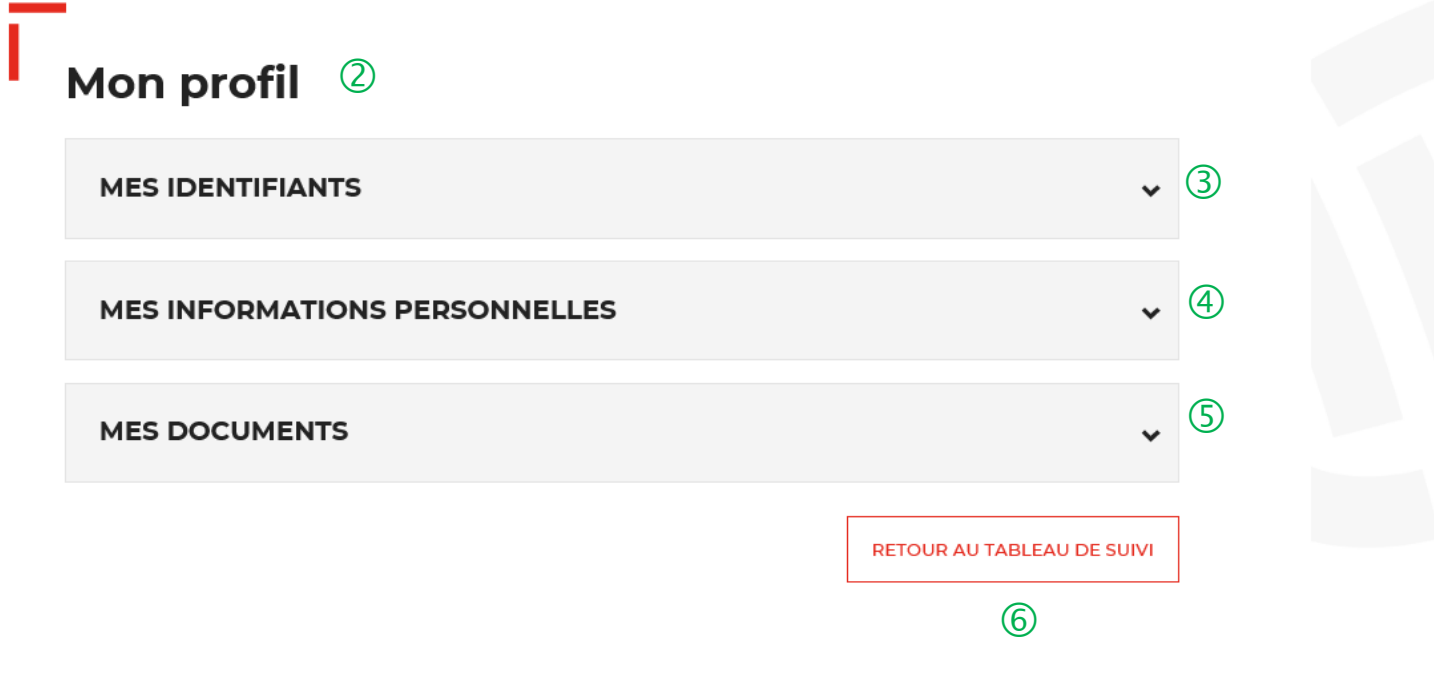 Mon profil ②
MES IDENTIFIANTS ③
MES INFORMATIONS PERSONNELLES ④
MES DOCUMENTS ⑤
RETOUR AU TABLEAU DE SUIVI
⑥